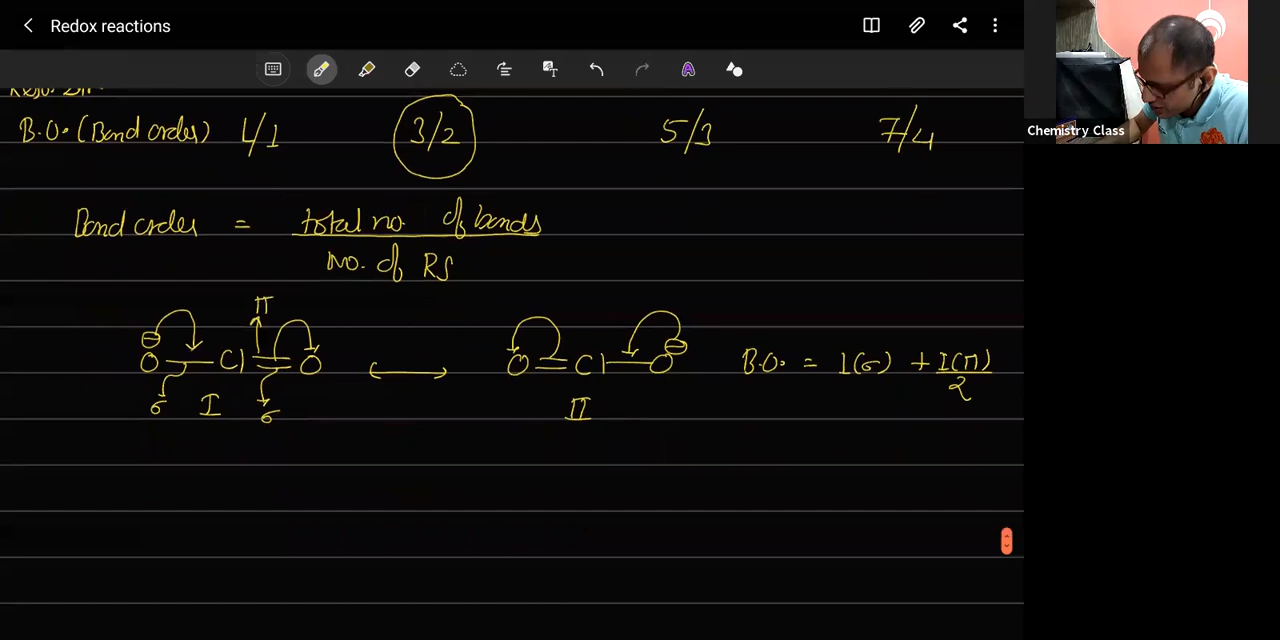 Redox reactions
Chemistry Class
B.O. (Bond order) 1/1 3/2 5/3 7/4
Bond order = total no. of bonds
No. of RS
π
⊖ ⊖
O — Cl = O ⟷ O = Cl — O B.O. = 1(σ) + 1(π)/2
σ I σ II